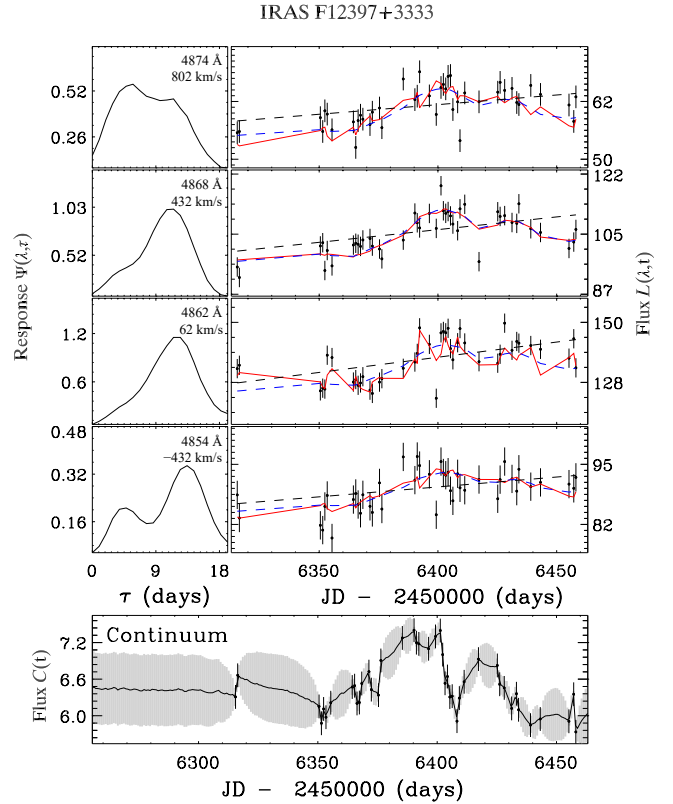 IRAS F12397+3333
4874 Å
802 km/s
0.52
0.26
62
50
4868 Å
432 km/s
1.03
0.52
122
105
87
4862 Å
62 km/s
1.2
0.6
150
128
4854 Å
−432 km/s
0.48
0.32
0.16
95
82
Response Ψ(λ,τ)
Flux L(λ,t)
0 9 18
6350 6400 6450
τ (days)
JD − 2450000 (days)
Continuum
7.2
6.6
6.0
Flux C(t)
6300 6350 6400 6450
JD − 2450000 (days)